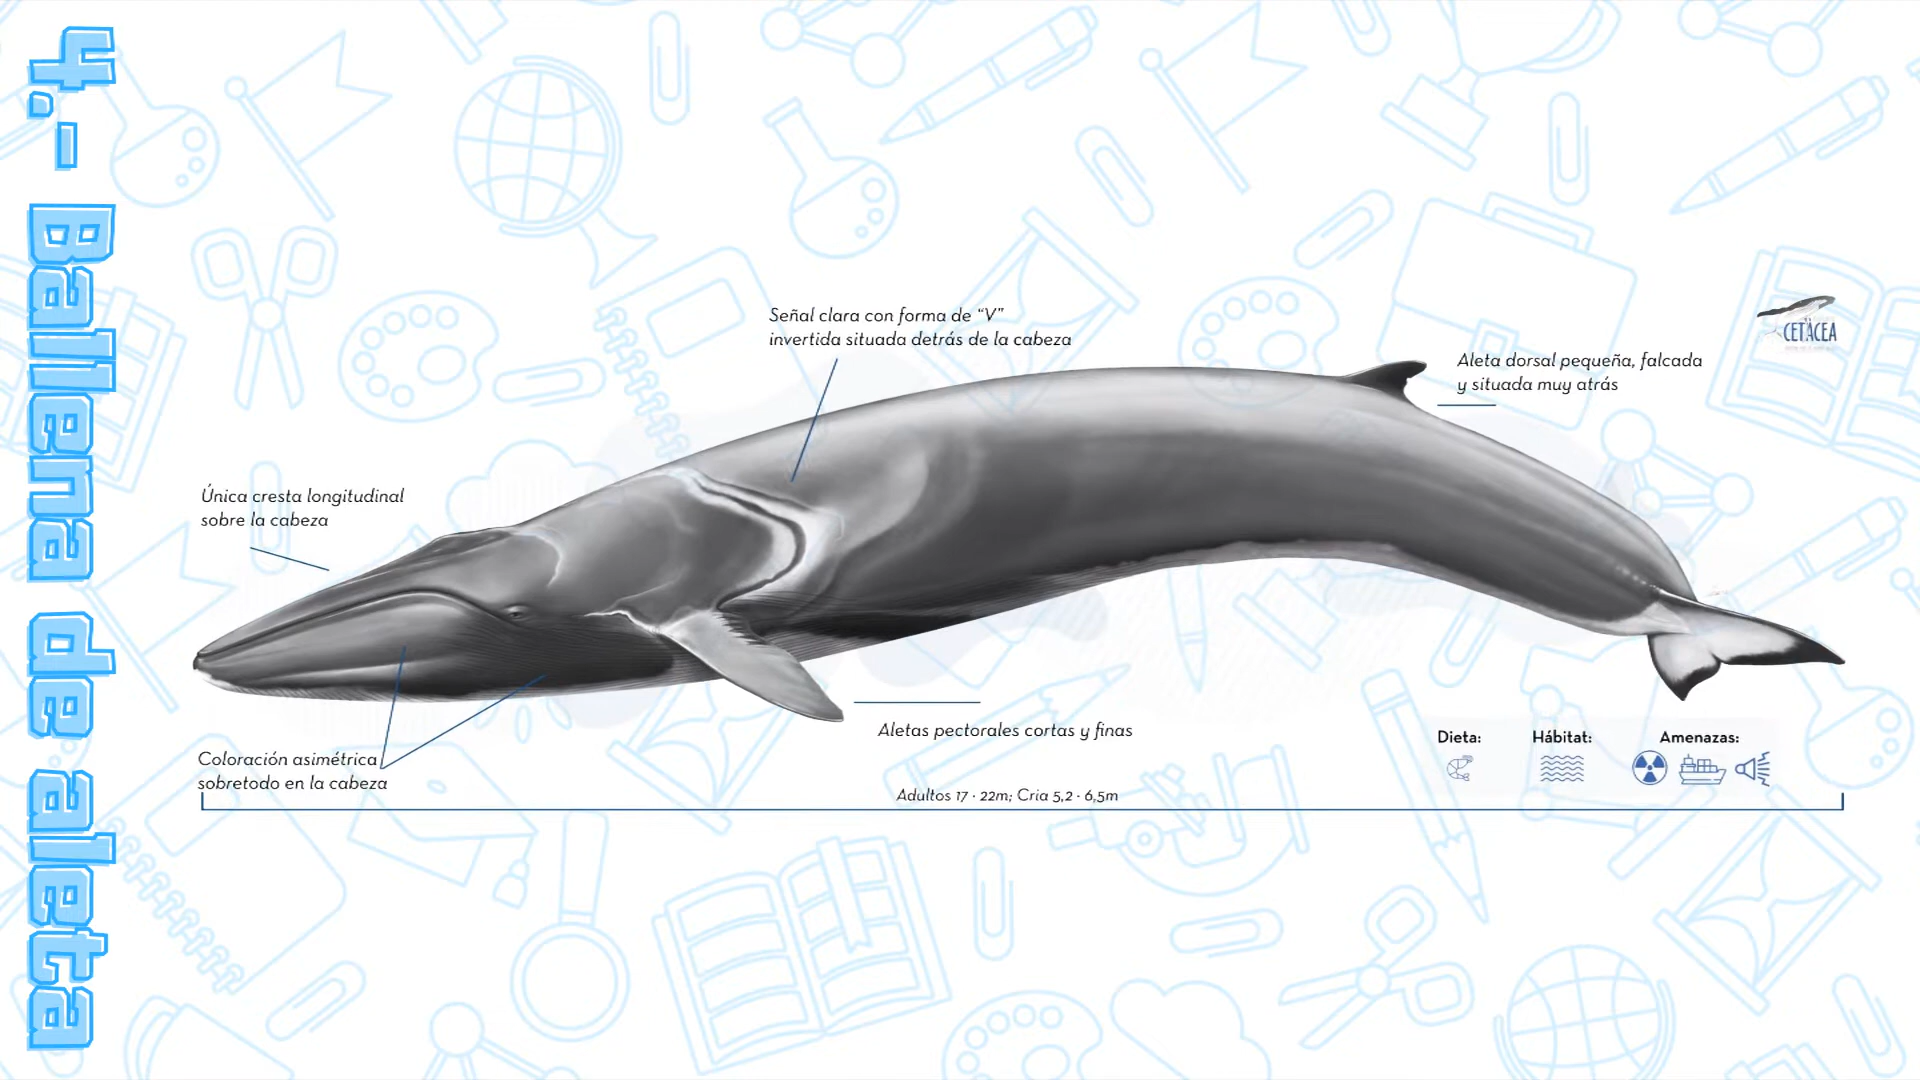 4.- Ballena de aleta
Señal clara con forma de “V”
invertida situada detrás de la cabeza
CETÁCEA
Aleta dorsal pequeña, falcada
y situada muy atrás
Única cresta longitudinal
sobre la cabeza
Aletas pectorales cortas y finas
Coloración asimétrica
sobretodo en la cabeza
Dieta: Hábitat: Amenazas:
Adultos 17 - 22m; Cria 5,2 - 6,5m